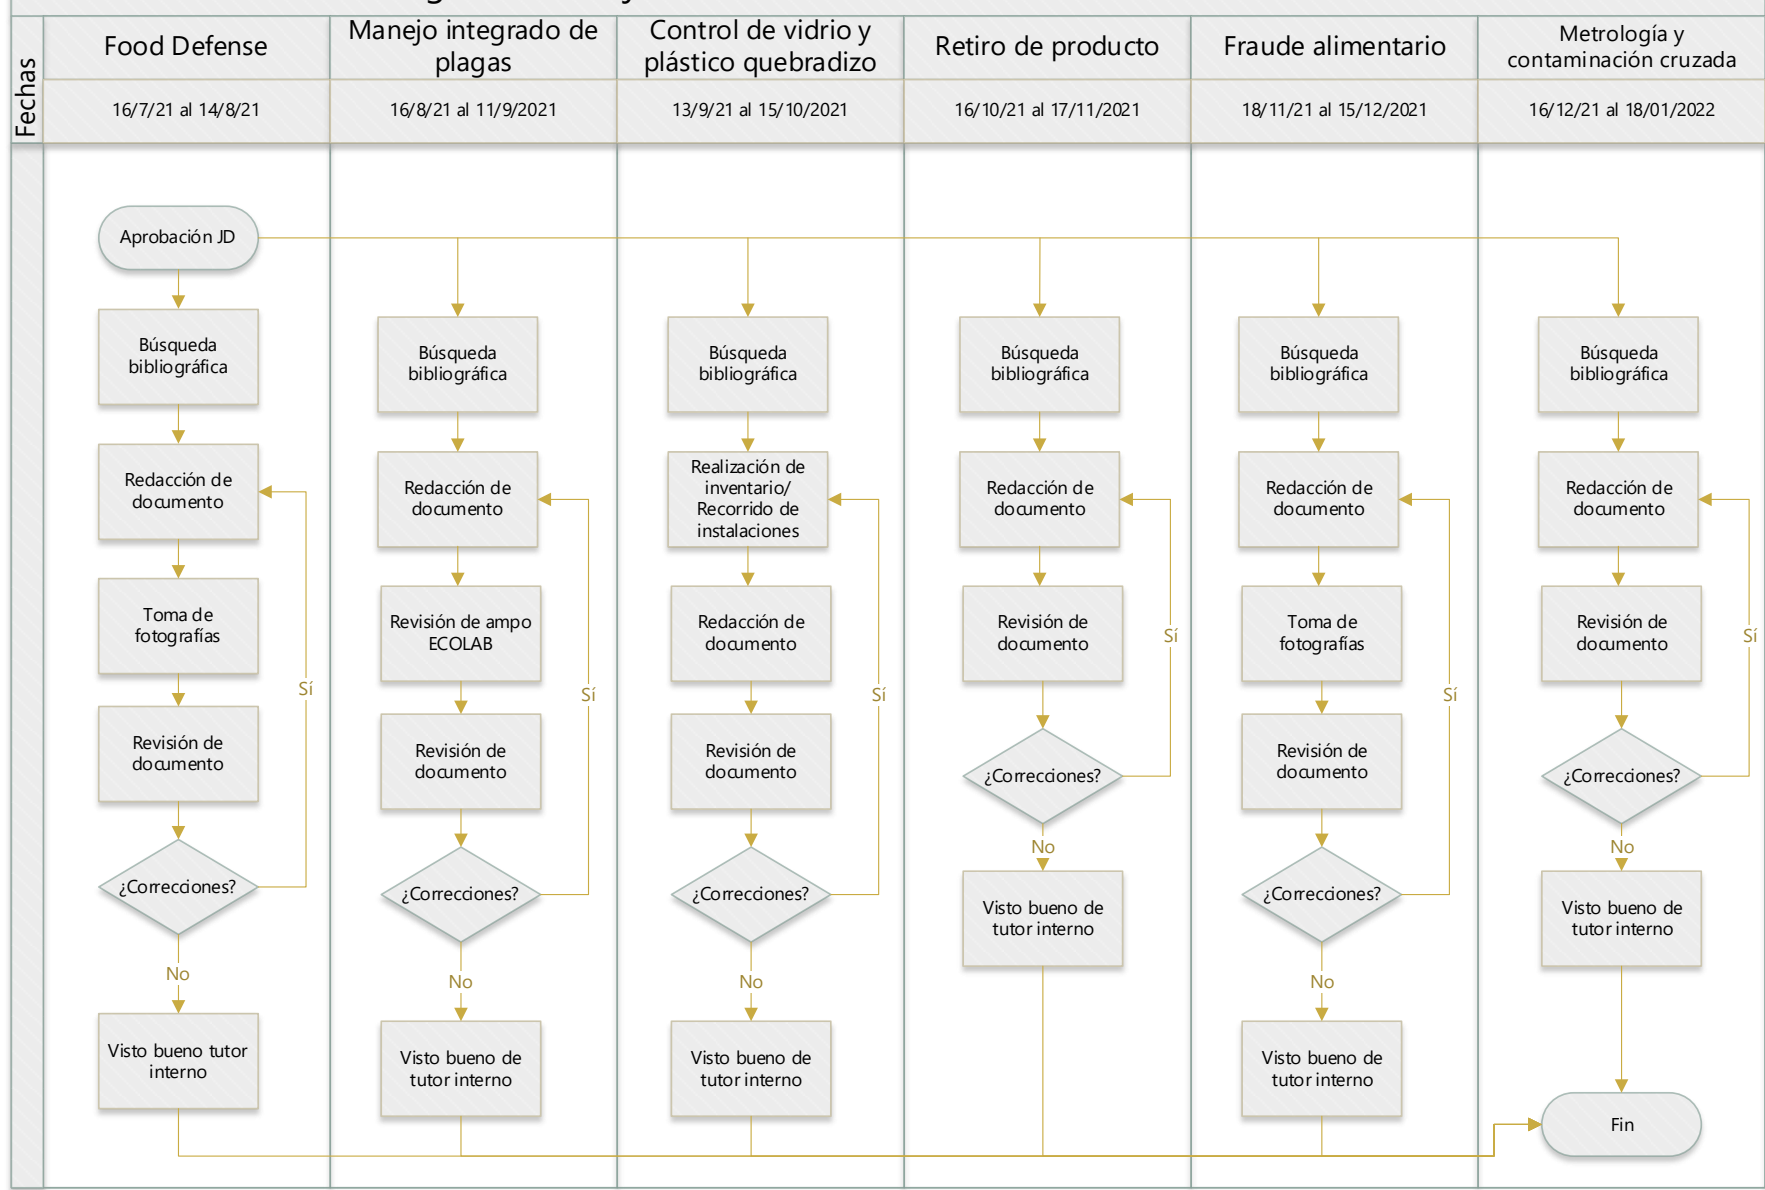 Fechas
Food Defense
16/7/21 al 14/8/21
Manejo integrado de
plagas
16/8/21 al 11/9/2021
Control de vidrio y
plástico quebradizo
13/9/21 al 15/10/2021
Retiro de producto
16/10/21 al 17/11/2021
Fraude alimentario
18/11/21 al 15/12/2021
Metrología y
contaminación cruzada
16/12/21 al 18/01/2022
Aprobación JD
Búsqueda
bibliográfica
Redacción de
documento
Toma de
fotografías
Revisión de
documento
¿Correcciones?
Sí
No
Visto bueno tutor
interno
Búsqueda
bibliográfica
Redacción de
documento
Revisión de ampo
ECOLAB
Revisión de
documento
¿Correcciones?
Sí
No
Visto bueno de
tutor interno
Búsqueda
bibliográfica
Realización de
inventario/
Recorrido de
instalaciones
Redacción de
documento
Revisión de
documento
¿Correcciones?
Sí
No
Visto bueno de
tutor interno
Búsqueda
bibliográfica
Redacción de
documento
Revisión de
documento
¿Correcciones?
Sí
No
Visto bueno de
tutor interno
Búsqueda
bibliográfica
Redacción de
documento
Toma de
fotografías
Revisión de
documento
¿Correcciones?
Sí
No
Visto bueno de
tutor interno
Búsqueda
bibliográfica
Redacción de
documento
Revisión de
documento
¿Correcciones?
Sí
No
Visto bueno de
tutor interno
Fin